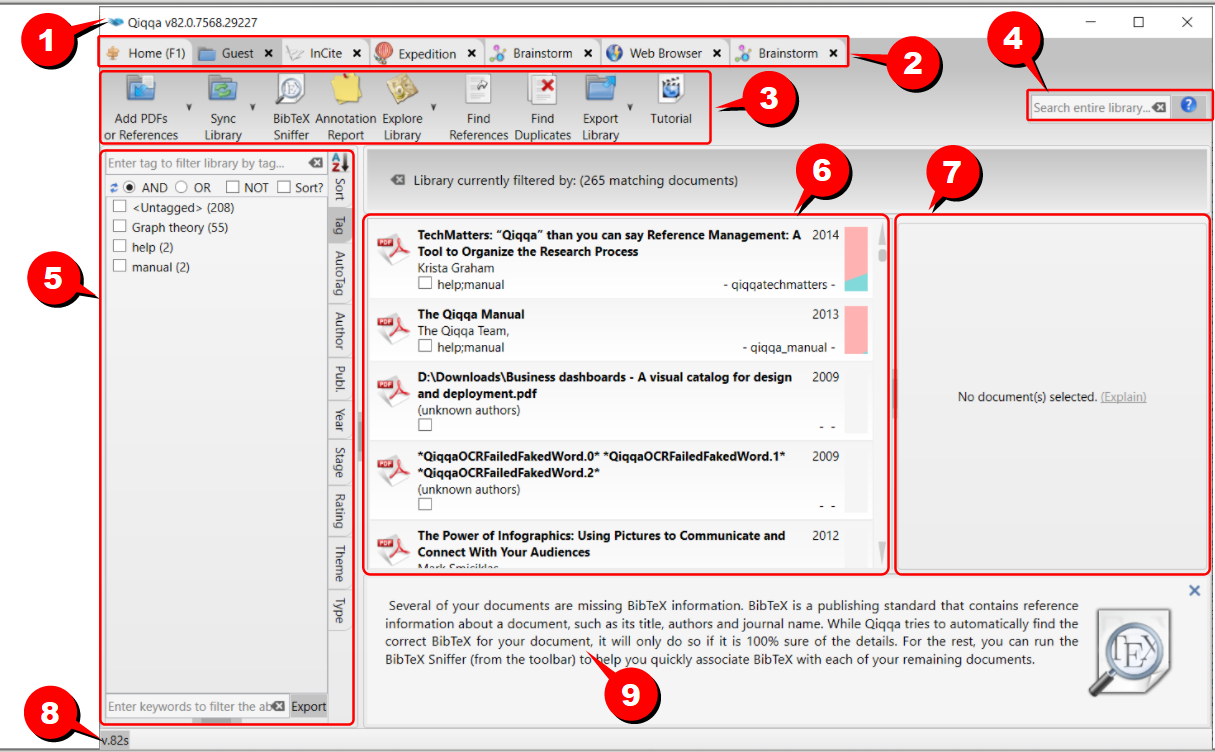 1
Qiqqa v82.0.7568.29227
Home (F1) Guest InCite Expedition Brainstorm Web Browser Brainstorm
2
4
Add PDFs
or References
Sync
Library
BibTeX
Sniffer
Annotation
Report
Explore
Library
Find
References
Find
Duplicates
Export
Library
Tutorial
3
Search entire library...
?
5
Enter tag to filter library by tag...
AND OR NOT Sort?
<Untagged> (208)
Graph theory (55)
help (2)
manual (2)
A
Z
Sort
Tag
AutoTag
Author
Publ.
Year
Stage
Rating
Theme
Type
Enter keywords to filter the ab
Export
Library currently filtered by: (265 matching documents)
6
7
TechMatters: “Qiqqa” than you can say Reference Management: A 2014
Tool to Organize the Research Process
Krista Graham
help;manual - qiqqatechmatters -
The Qiqqa Manual 2013
The Qiqqa Team,
help;manual - qiqqa_manual -
D:\Downloads\Business dashboards - A visual catalog for design 2009
and deployment.pdf
(unknown authors)
- -
*QiqqaOCRFailedFakedWord.0* *QiqqaOCRFailedFakedWord.1* 2009
*QiqqaOCRFailedFakedWord.2*
(unknown authors)
- -
The Power of Infographics: Using Pictures to Communicate and 2012
Connect With Your Audiences
Mark Smiciklas
PDF
PDF
PDF
PDF
PDF
No document(s) selected. (Explain)
Several of your documents are missing BibTeX information. BibTeX is a publishing standard that contains reference
information about a document, such as its title, authors and journal name. While Qiqqa tries to automatically find the
correct BibTeX for your document, it will only do so if it is 100% sure of the details. For the rest, you can run the
BibTeX Sniffer (from the toolbar) to help you quickly associate BibTeX with each of your remaining documents.
TEX
9
8
v.82s